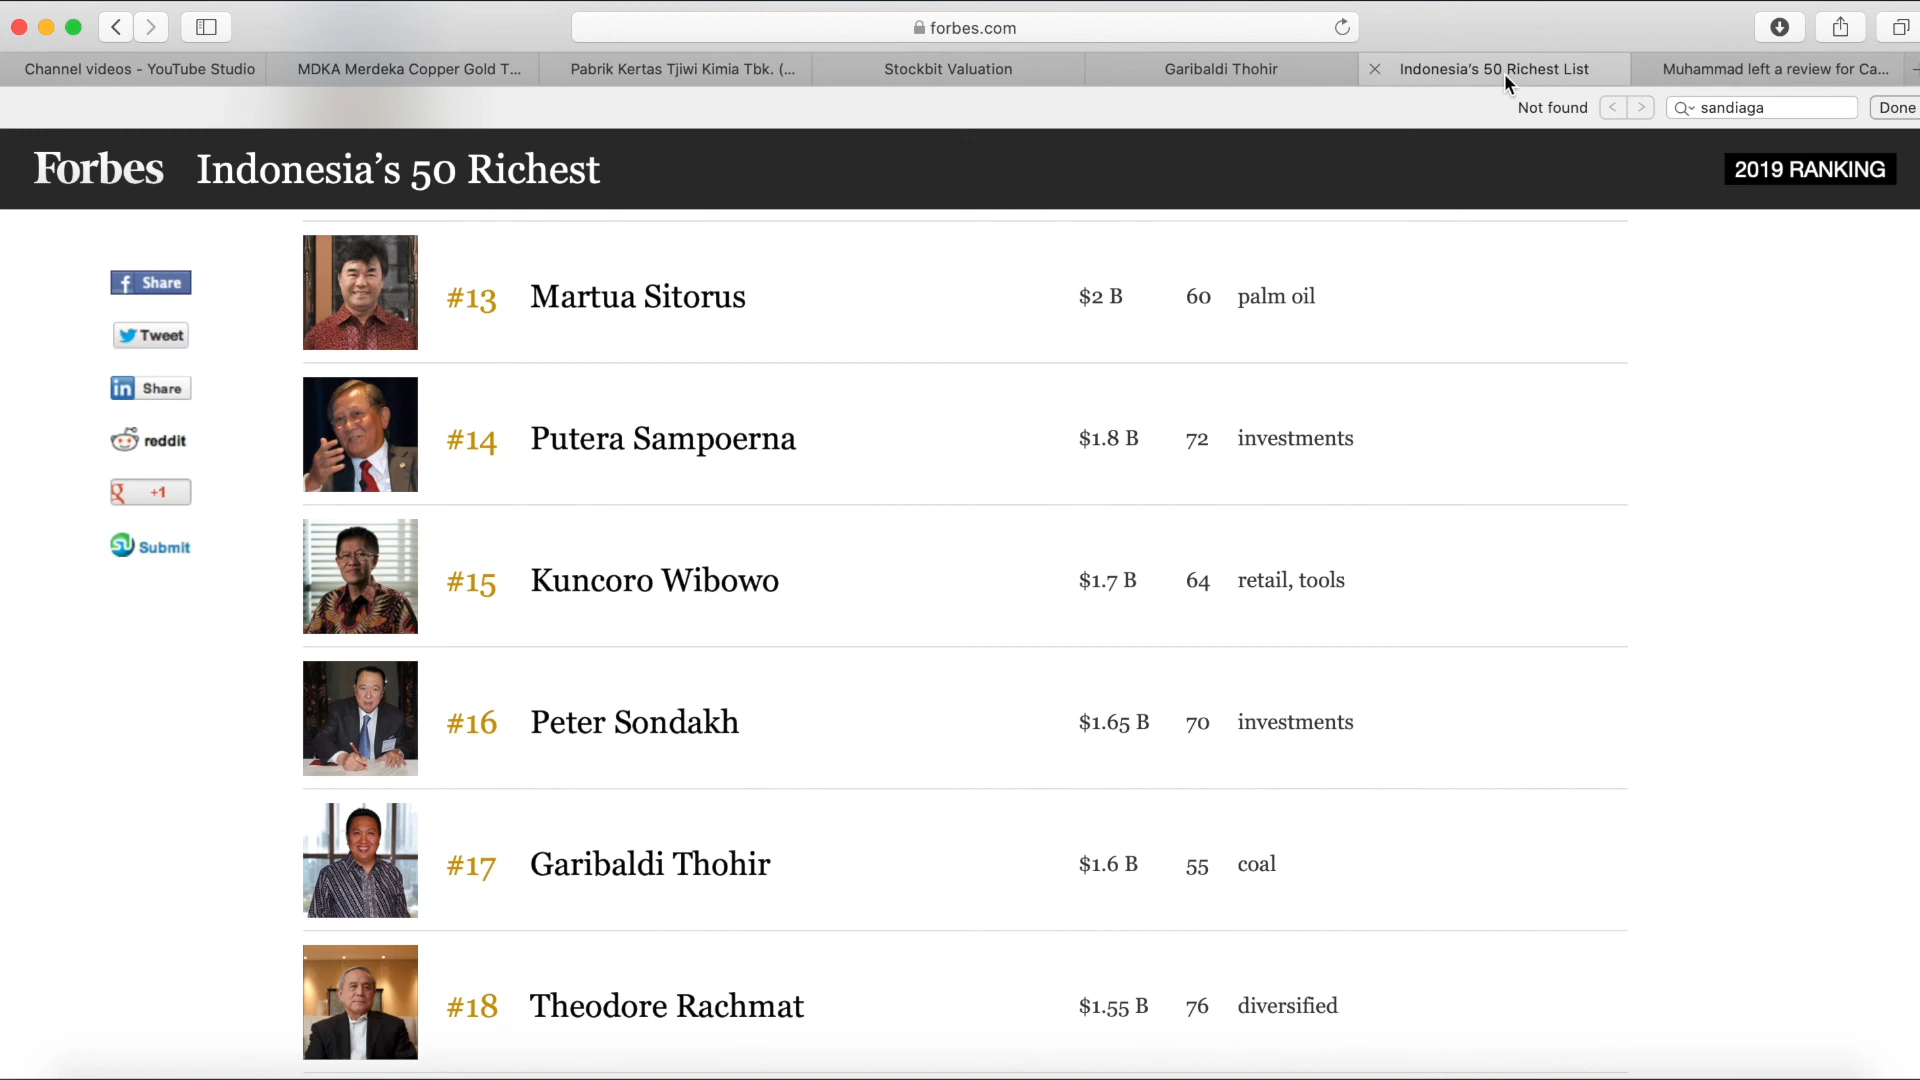 forbes.com
Channel videos - YouTube Studio
MDKA Merdeka Copper Gold T...
Pabrik Kertas Tjiwi Kimia Tbk. (...
Stockbit Valuation
Garibaldi Thohir
Indonesia's 50 Richest List
Muhammad left a review for Ca...
Not found
sandiaga
Done
Forbes Indonesia's 50 Richest
2019 RANKING
f Share
Tweet
in Share
reddit
g +1
Submit
#13 Martua Sitorus $2 B 60 palm oil
#14 Putera Sampoerna $1.8 B 72 investments
#15 Kuncoro Wibowo $1.7 B 64 retail, tools
#16 Peter Sondakh $1.65 B 70 investments
#17 Garibaldi Thohir $1.6 B 55 coal
#18 Theodore Rachmat $1.55 B 76 diversified